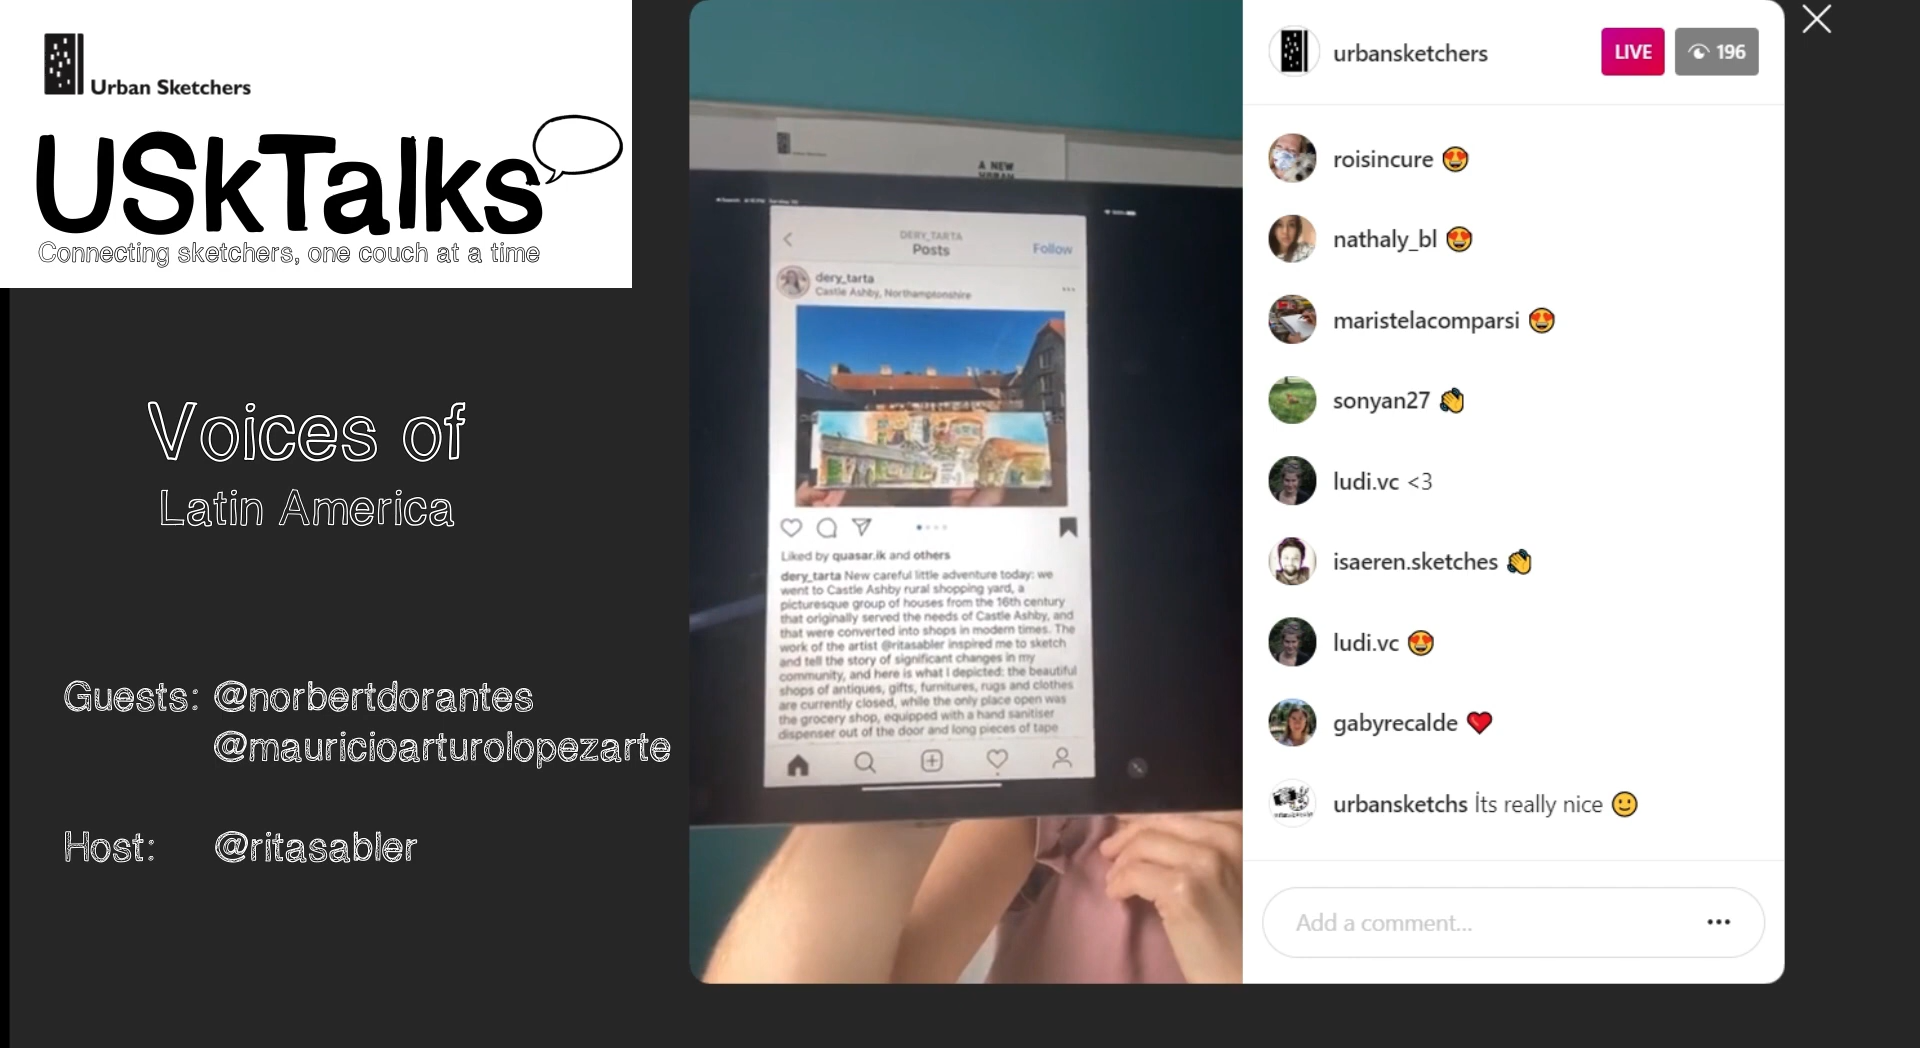 Urban Sketchers
USkTalks
Connecting sketchers, one couch at a time
Voices of
Latin America
Guests: @norbertdorantes
@mauricioarturolopezarte
Host: @ritasabler
A NEW
URBAN
DERY_TARTA
Posts
Follow
dery_tarta
Castle Ashby, Northamptonshire
Liked by quasar.ik and others
dery_tarta New careful little adventure today: we
went to Castle Ashby rural shopping yard, a
picturesque group of houses from the 16th century
that originally served the needs of Castle Ashby, and
that were converted into shops in modern times. The
work of the artist @ritasabler inspired me to sketch
and tell the story of significant changes in my
community, and here is what I depicted: the beautiful
shops of antiques, gifts, furnitures, rugs and clothes
are currently closed, while the only place open was
the grocery shop, equipped with a hand sanitiser
dispenser out of the door and long pieces of tape
urbansketchers
LIVE
196
roisincure 😍
nathaly_bl 😍
maristelacomparsi 😍
sonyan27 👏
ludi.vc <3
isaeren.sketches 👏
ludi.vc 😍
gabyrecalde ❤️
urbansketchs İts really nice 🙂
Add a comment...